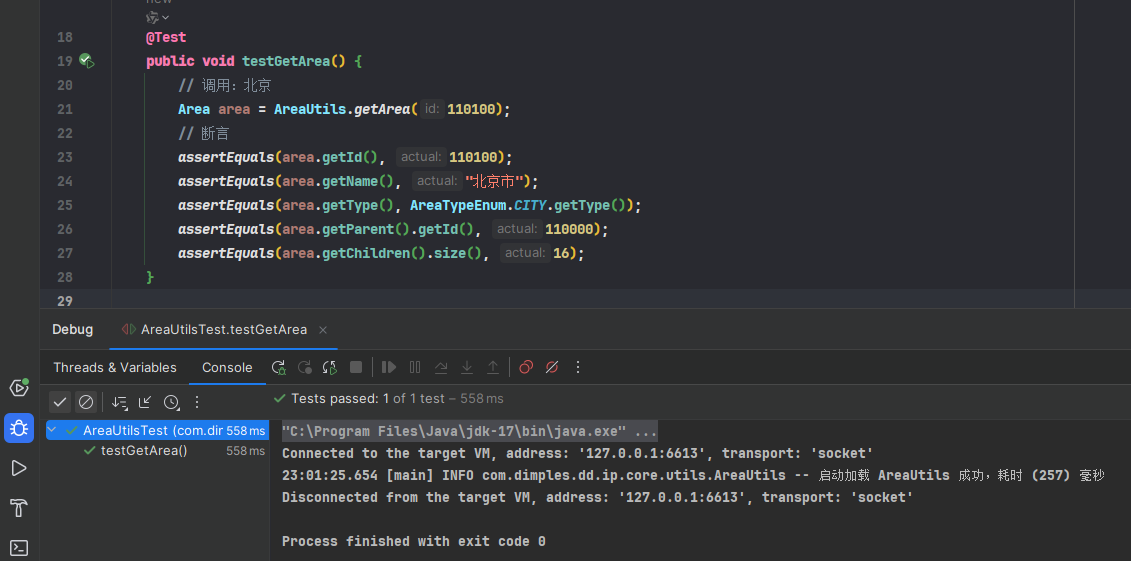 new
18 @Test
19 public void testGetArea() {
20 // 调用：北京
21 Area area = AreaUtils.getArea( id: 110100);
22 // 断言
23 assertEquals(area.getId(), actual: 110100);
24 assertEquals(area.getName(), actual: "北京市");
25 assertEquals(area.getType(), AreaTypeEnum.CITY.getType());
26 assertEquals(area.getParent().getId(), actual: 110000);
27 assertEquals(area.getChildren().size(), actual: 16);
28 }
29
Debug AreaUtilsTest.testGetArea ×
Threads & Variables Console
Tests passed: 1 of 1 test – 558 ms
AreaUtilsTest (com.dir 558 ms
testGetArea() 558 ms
"C:\Program Files\Java\jdk-17\bin\java.exe" ...
Connected to the target VM, address: '127.0.0.1:6613', transport: 'socket'
23:01:25.654 [main] INFO com.dimples.dd.ip.core.utils.AreaUtils -- 启动加载 AreaUtils 成功，耗时 (257) 毫秒
Disconnected from the target VM, address: '127.0.0.1:6613', transport: 'socket'
Process finished with exit code 0